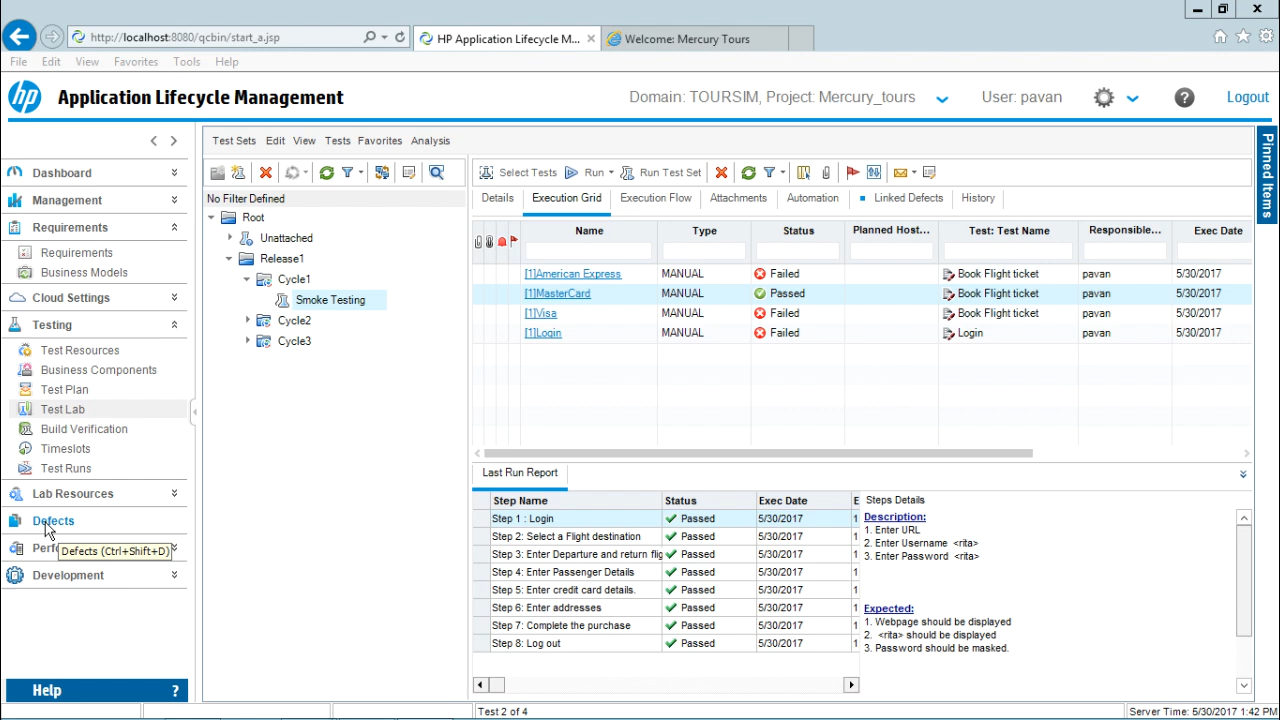 http://localhost:8080/qcbin/start_a.jsp
HP Application Lifecycle M...
Welcome: Mercury Tours
File Edit View Favorites Tools Help
hp Application Lifecycle Management
Domain: TOURSIM, Project: Mercury_tours
User: pavan
Logout
Dashboard
Management
Requirements
Requirements
Business Models
Cloud Settings
Testing
Test Resources
Business Components
Test Plan
Test Lab
Build Verification
Timeslots
Test Runs
Lab Resources
Defects
Perf
Defects (Ctrl+Shift+D)
Development
Help ?
Test Sets Edit View Tests Favorites Analysis
No Filter Defined
Root
Unattached
Release1
Cycle1
Smoke Testing
Cycle2
Cycle3
Select Tests Run Run Test Set
Details Execution Grid Execution Flow Attachments Automation Linked Defects History
Name Type Status Planned Host... Test: Test Name Responsible... Exec Date
[1]American Express MANUAL Failed Book Flight ticket pavan 5/30/2017
[1]MasterCard MANUAL Passed Book Flight ticket pavan 5/30/2017
[1]Visa MANUAL Failed Book Flight ticket pavan 5/30/2017
[1]Login MANUAL Failed Login pavan 5/30/2017
Last Run Report
Step Name Status Exec Date E
Step 1 : Login Passed 5/30/2017 1
Step 2: Select a Flight destination Passed 5/30/2017 1
Step 3: Enter Departure and return flig Passed 5/30/2017 1
Step 4: Enter Passenger Details Passed 5/30/2017 1
Step 5: Enter credit card details. Passed 5/30/2017 1
Step 6: Enter addresses Passed 5/30/2017 1
Step 7: Complete the purchase Passed 5/30/2017 1
Step 8: Log out Passed 5/30/2017 1
Steps Details
Description:
1. Enter URL
2. Enter Username <rita>
3. Enter Password <rita>
Expected:
1. Webpage should be displayed
2. <rita> should be displayed
3. Password should be masked.
Pinned Items
Test 2 of 4
Server Time: 5/30/2017 1:42 PM